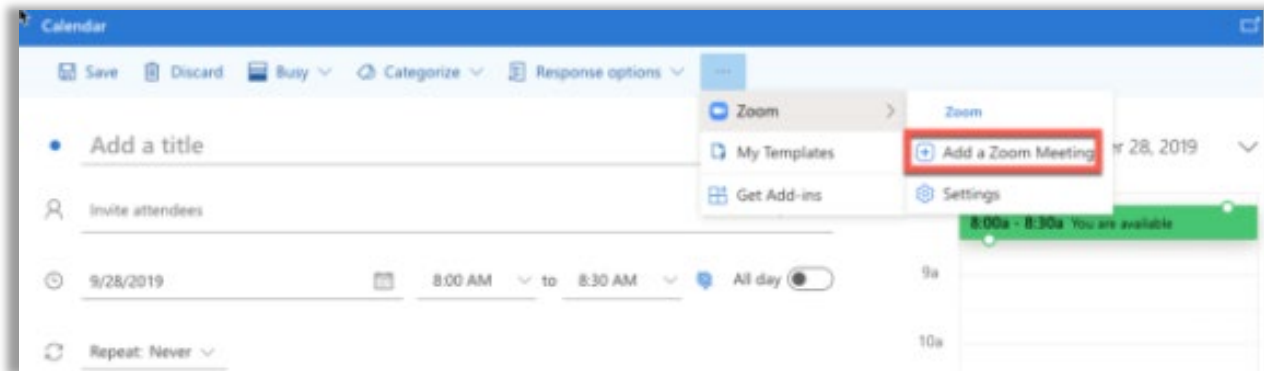 Calendar
Save Discard Busy Categorize Response options ...
Zoom Zoom
Add a title My Templates Add a Zoom Meeting 28, 2019
Invite attendees Get Add-ins Settings
8:00a - 8:30a You are available
9/28/2019 8:00 AM to 8:30 AM All day 9a
Repeat: Never 10a